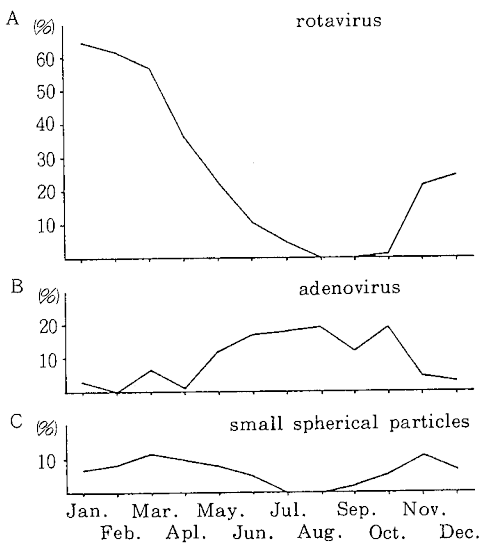 A (%) rotavirus
60
50
40
30
20
10
B (%) adenovirus
20
10
C (%) small spherical particles
10
Jan. Mar. May. Jul. Sep. Nov.
Feb. Apl. Jun. Aug. Oct. Dec.